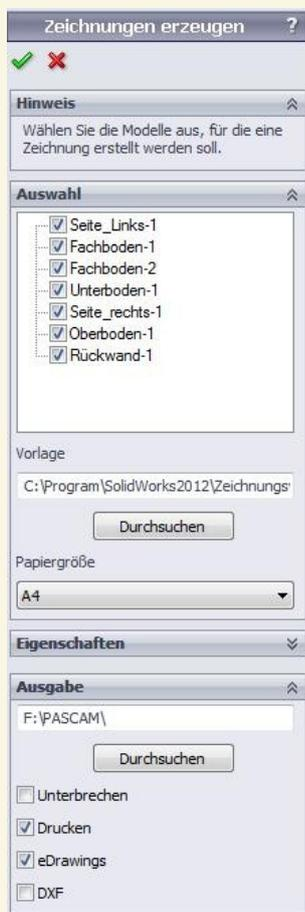 Zeichnungen erzeugen ?
Hinweis
Wählen Sie die Modelle aus, für die eine
Zeichnung erstellt werden soll.
Auswahl
Seite_Links-1
Fachboden-1
Fachboden-2
Unterboden-1
Seite_rechts-1
Oberboden-1
Rückwand-1
Vorlage
C:\Program\SolidWorks2012\Zeichnungs
Durchsuchen
Papiergröße
A4
Eigenschaften
Ausgabe
F:\PASCAM\
Durchsuchen
Unterbrechen
Drucken
eDrawings
DXF